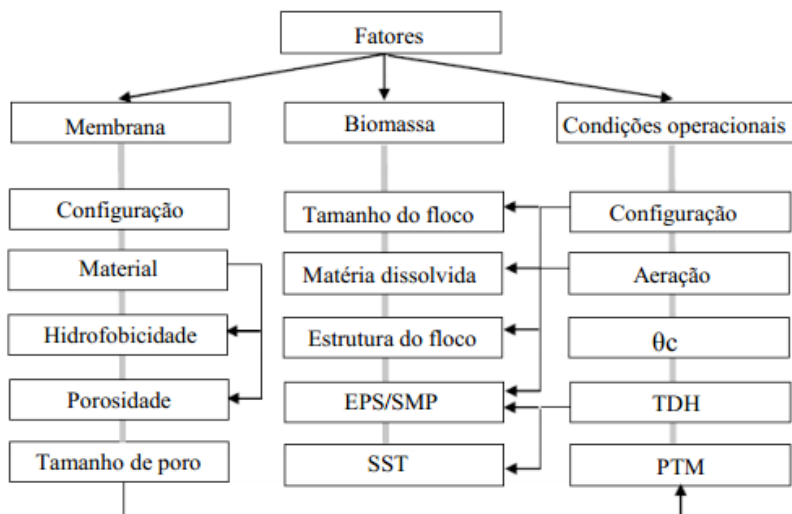 Fatores
Membrana
Biomassa
Condições operacionais
Configuração
Tamanho do floco
Configuração
Material
Matéria dissolvida
Aeração
Hidrofobicidade
Estrutura do floco
θc
Porosidade
EPS/SMP
TDH
Tamanho de poro
SST
PTM